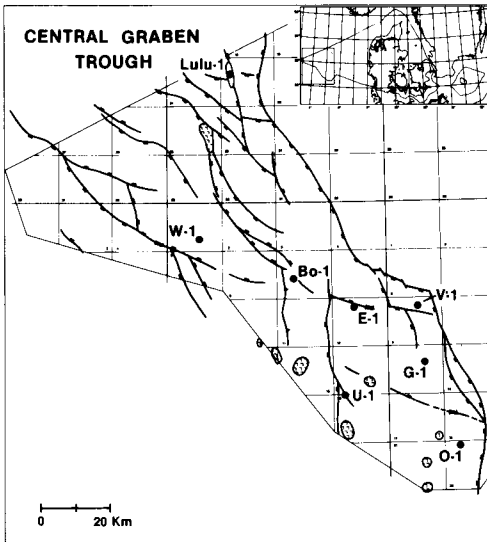 CENTRAL GRABEN
TROUGH
Lulu-1
W-1
Bo-1
V-1
E-1
G-1
U-1
O-1
0 20 Km